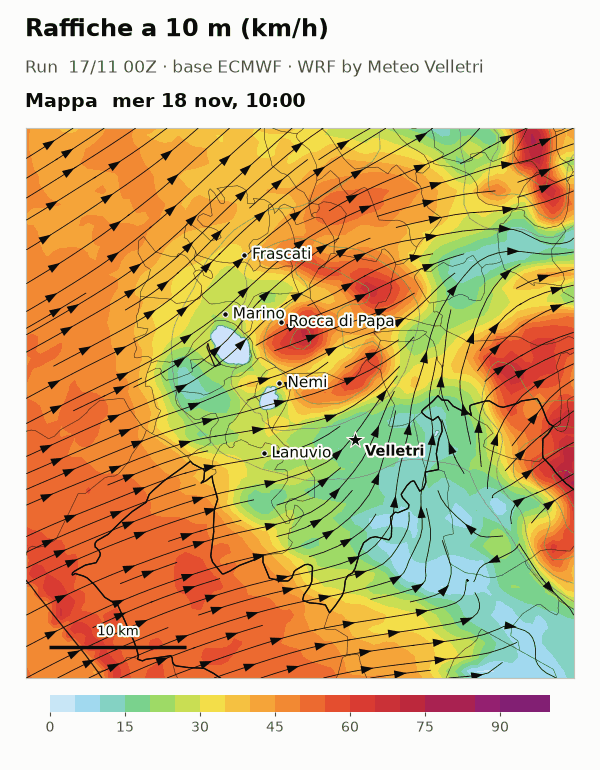 Raffiche a 10 m (km/h)
Run  17/11 00Z · base ECMWF · WRF by Meteo Velletri
Mappa  mer 18 nov, 10:00
Frascati
Marino
Rocca di Papa
Nemi
Velletri
Lanuvio
10 km
0 15 30 45 60 75 90